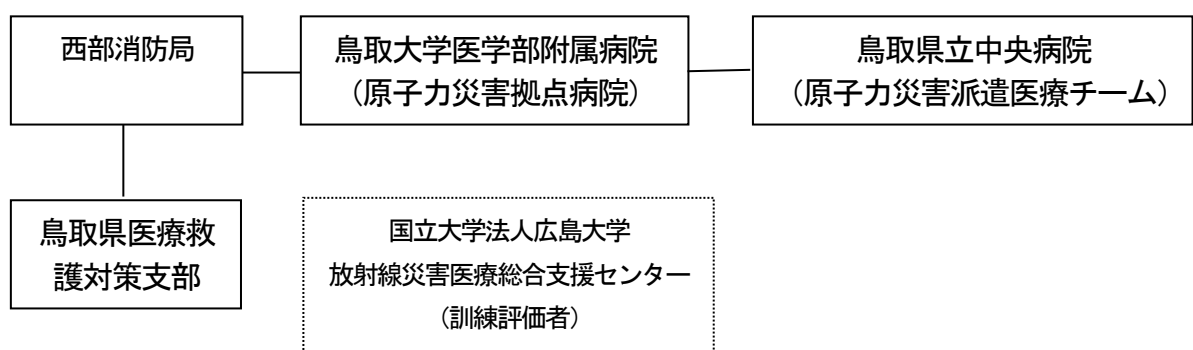 西部消防局
鳥取大学医学部附属病院
（原子力災害拠点病院）
鳥取県立中央病院
（原子力災害派遣医療チーム）
鳥取県医療救
護対策支部
国立大学法人広島大学
放射線災害医療総合支援センター
（訓練評価者）